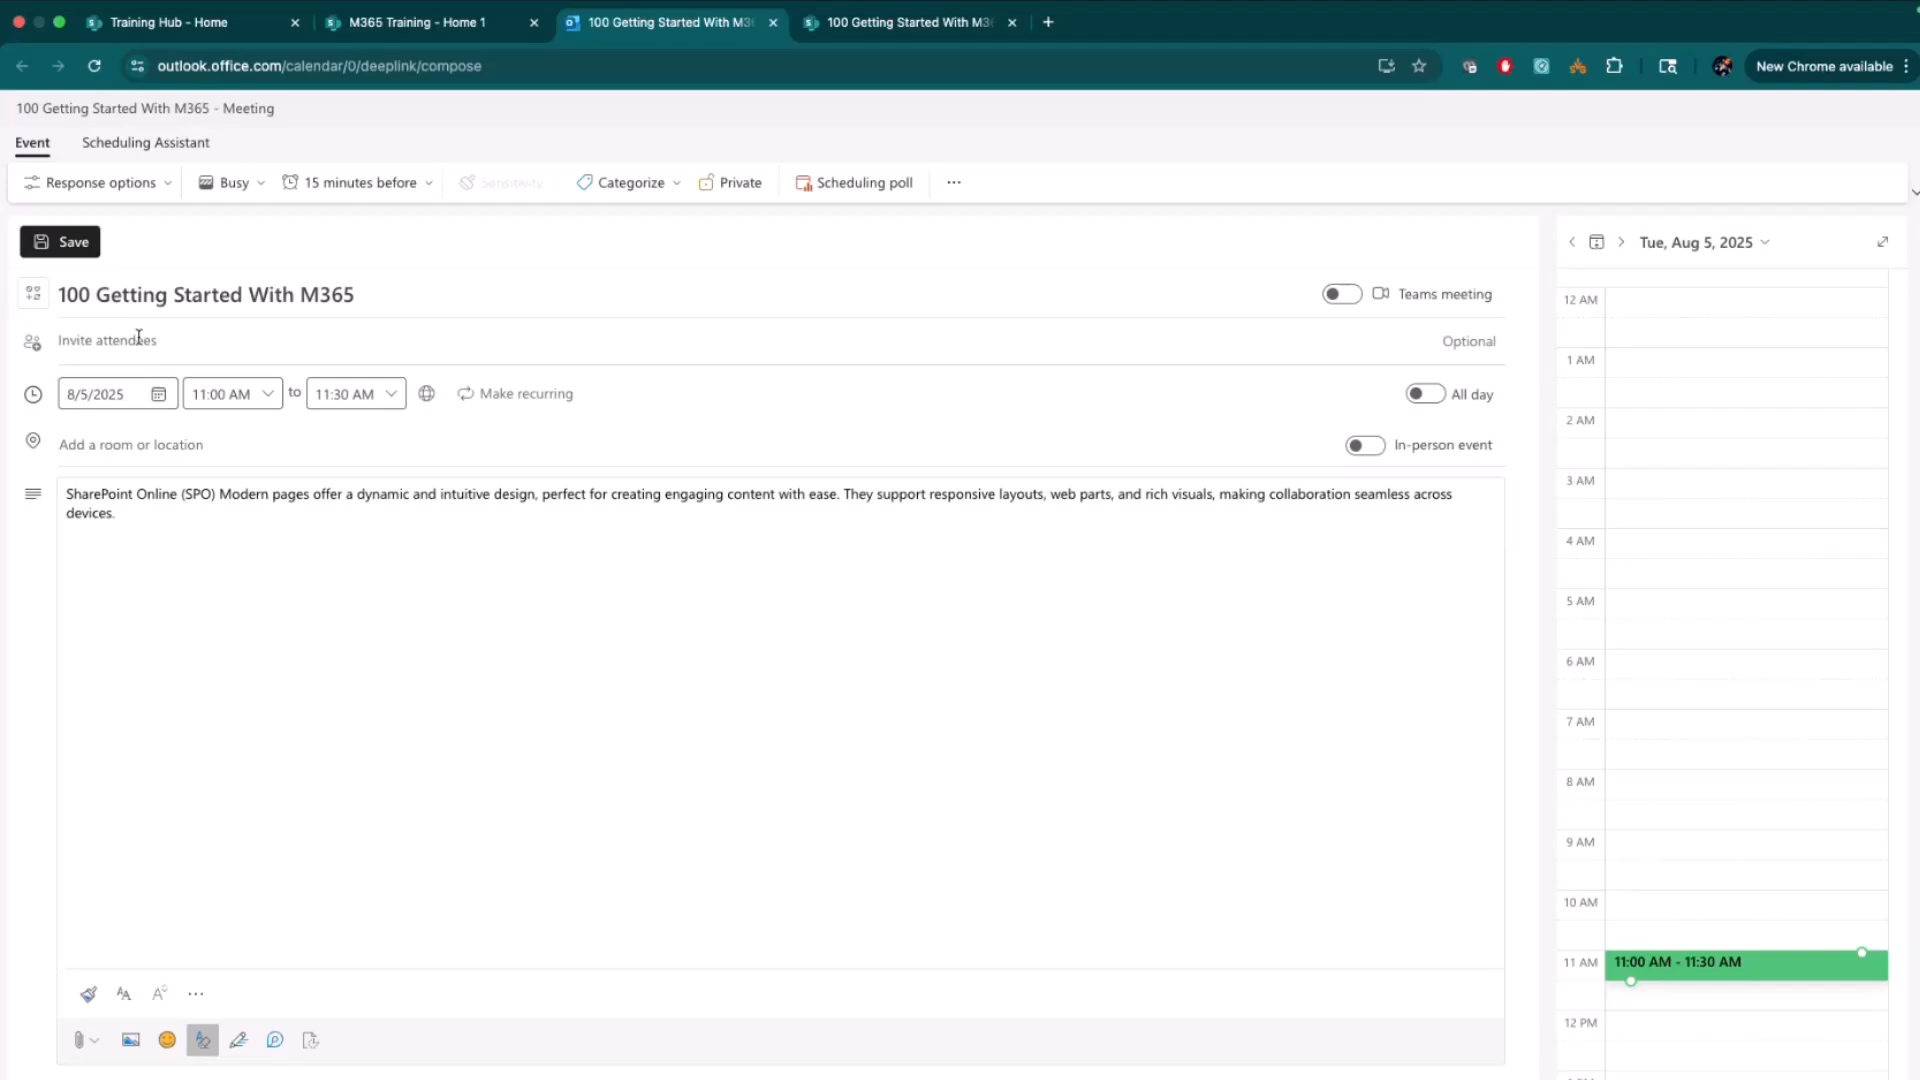 Training Hub - Home
M365 Training - Home 1
100 Getting Started With M3
100 Getting Started With M3
outlook.office.com/calendar/0/deeplink/compose
New Chrome available
100 Getting Started With M365 - Meeting
Event
Scheduling Assistant
Response options
Busy
15 minutes before
Sensitivity
Categorize
Private
Scheduling poll
Save
Tue, Aug 5, 2025
100 Getting Started With M365
Teams meeting
Invite attendees
Optional
8/5/2025
11:00 AM
to
11:30 AM
Make recurring
All day
Add a room or location
In-person event
SharePoint Online (SPO) Modern pages offer a dynamic and intuitive design, perfect for creating engaging content with ease. They support responsive layouts, web parts, and rich visuals, making collaboration seamless across
devices.
12 AM
1 AM
2 AM
3 AM
4 AM
5 AM
6 AM
7 AM
8 AM
9 AM
10 AM
11 AM
11:00 AM - 11:30 AM
12 PM